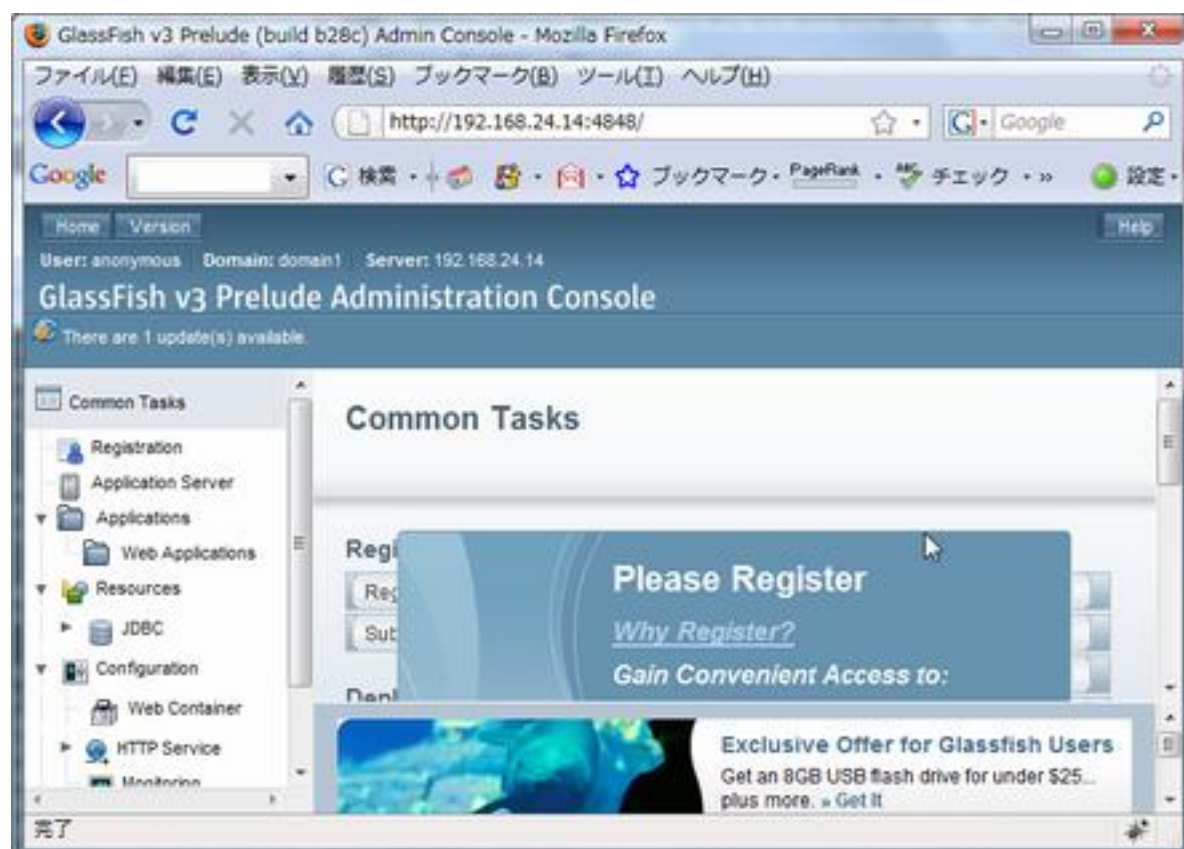 GlassFish v3 Prelude (build b28c) Admin Console - Mozilla Firefox
ファイル(F) 編集(E) 表示(V) 履歴(S) ブックマーク(B) ツール(T) ヘルプ(H)
http://192.168.24.14:4848/ Google
Google 検索 ブックマーク PageRank チェック » 設定
Home Version Help
User: anonymous Domain: domain1 Server: 192.168.24.14
GlassFish v3 Prelude Administration Console
There are 1 update(s) available.
Common Tasks
Registration
Application Server
Applications
Web Applications
Resources
JDBC
Configuration
Web Container
HTTP Service
Monitoring
Common Tasks
Regi
Reg
Sub
Depl
Please Register
Why Register?
Gain Convenient Access to:
Exclusive Offer for Glassfish Users
Get an 8GB USB flash drive for under $25...
plus more. » Get It
完了